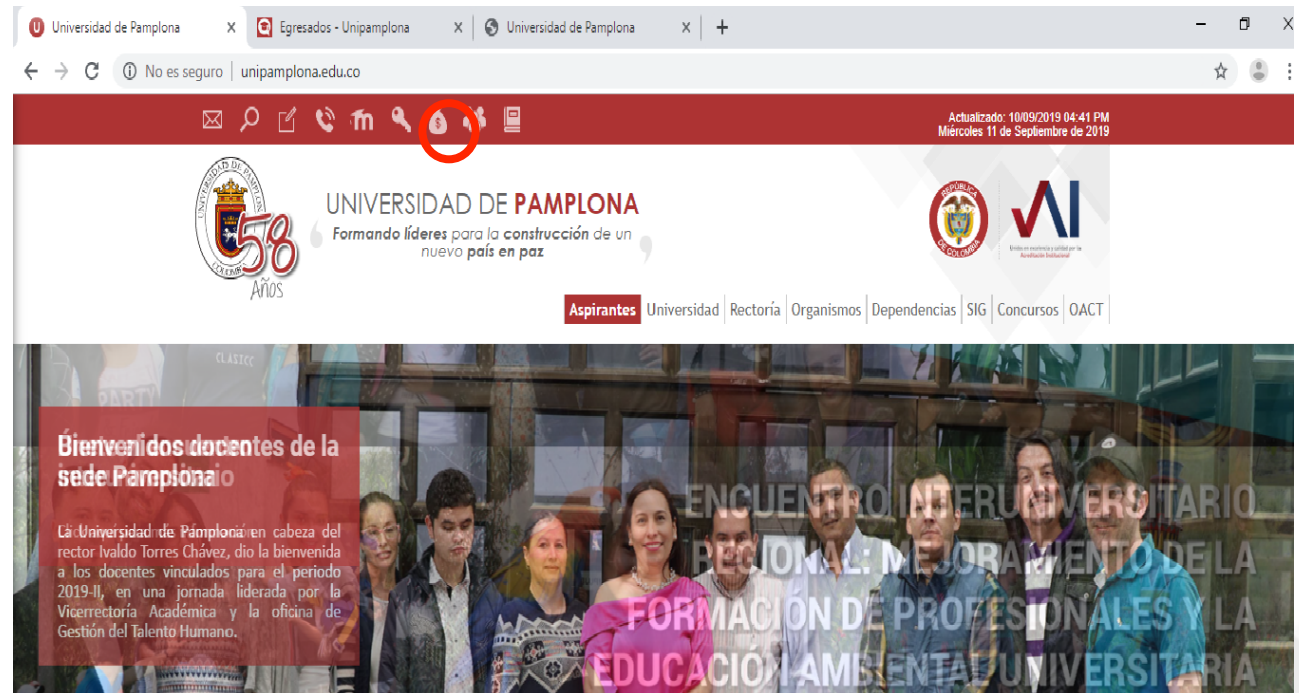 Universidad de Pamplona
Egresados - Unipamplona
Universidad de Pamplona
No es seguro
unipamplona.edu.co
Actualizado: 10/09/2019 04:41 PM
Miércoles 11 de Septiembre de 2019
58
Años
UNIVERSIDAD DE PAMPLONA
Formando líderes para la construcción de un
nuevo país en paz
REPÚBLICA
DE COLOMBIA
Aspirantes Universidad Rectoría Organismos Dependencias SIG Concursos OACT
CLASICC
PARTY
Bienvenidos docentes de la
sede Pamplona
La Universidad de Pamplona en cabeza del
rector Ivaldo Torres Chávez, dio la bienvenida
a los docentes vinculados para el periodo
2019-II, en una jornada liderada por la
Vicerrectoría Académica y la oficina de
Gestión del Talento Humano.
ENCUENTRO INTERUNIVERSITARIO
REGIONAL: MEJORAMIENTO DE LA
FORMACIÓN DE PROFESIONALES Y LA
EDUCACIÓN AMBIENTAL UNIVERSITARIA